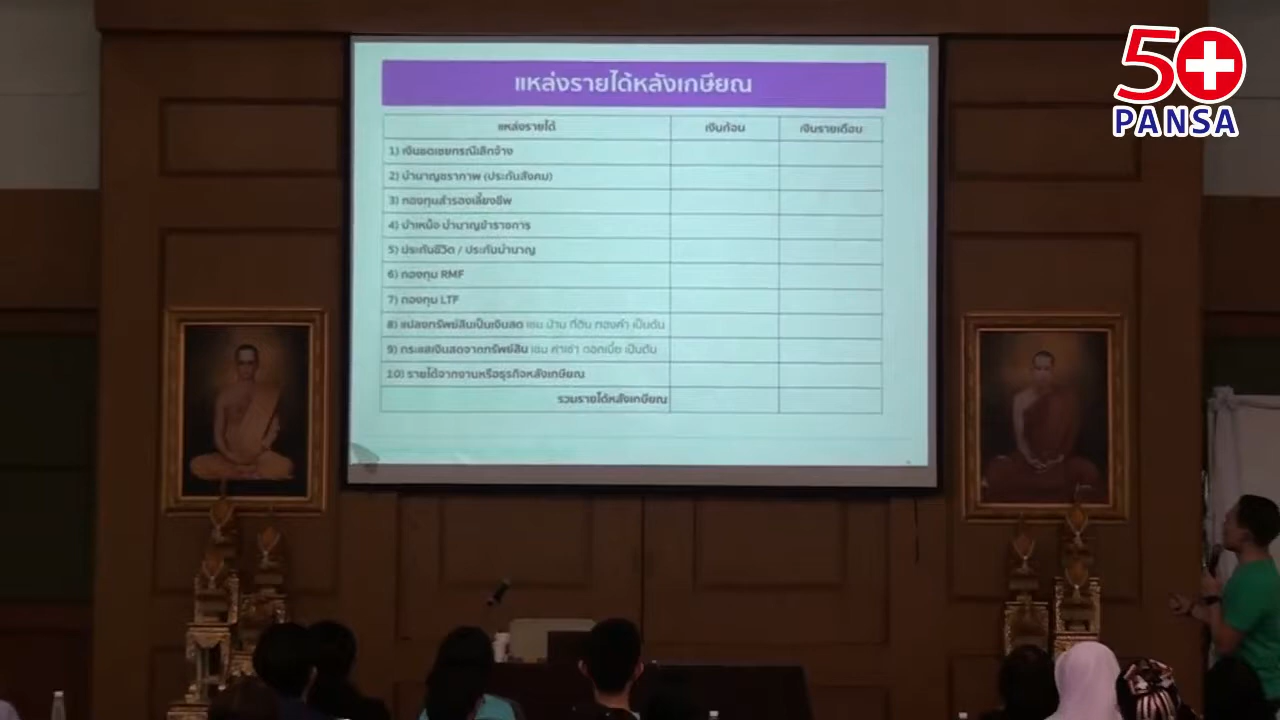 50
PANSA
แหล่งรายได้หลังเกษียณ
แหล่งรายได้ เงินก้อน เงินรายเดือน
1) เงินชดเชยกรณีเลิกจ้าง
2) บำนาญชราภาพ (ประกันสังคม)
3) กองทุนสำรองเลี้ยงชีพ
4) บำเหน็จ บำนาญข้าราชการ
5) ประกันชีวิต / ประกันบำนาญ
6) กองทุน RMF
7) กองทุน LTF
8) แปลงทรัพย์สินเป็นเงินสด เช่น บ้าน ที่ดิน ทองคำ เป็นต้น
9) กระแสเงินสดจากทรัพย์สิน เช่น ค่าเช่า ดอกเบี้ย เป็นต้น
10) รายได้จากงานหรือธุรกิจหลังเกษียณ
รวมรายได้หลังเกษียณ